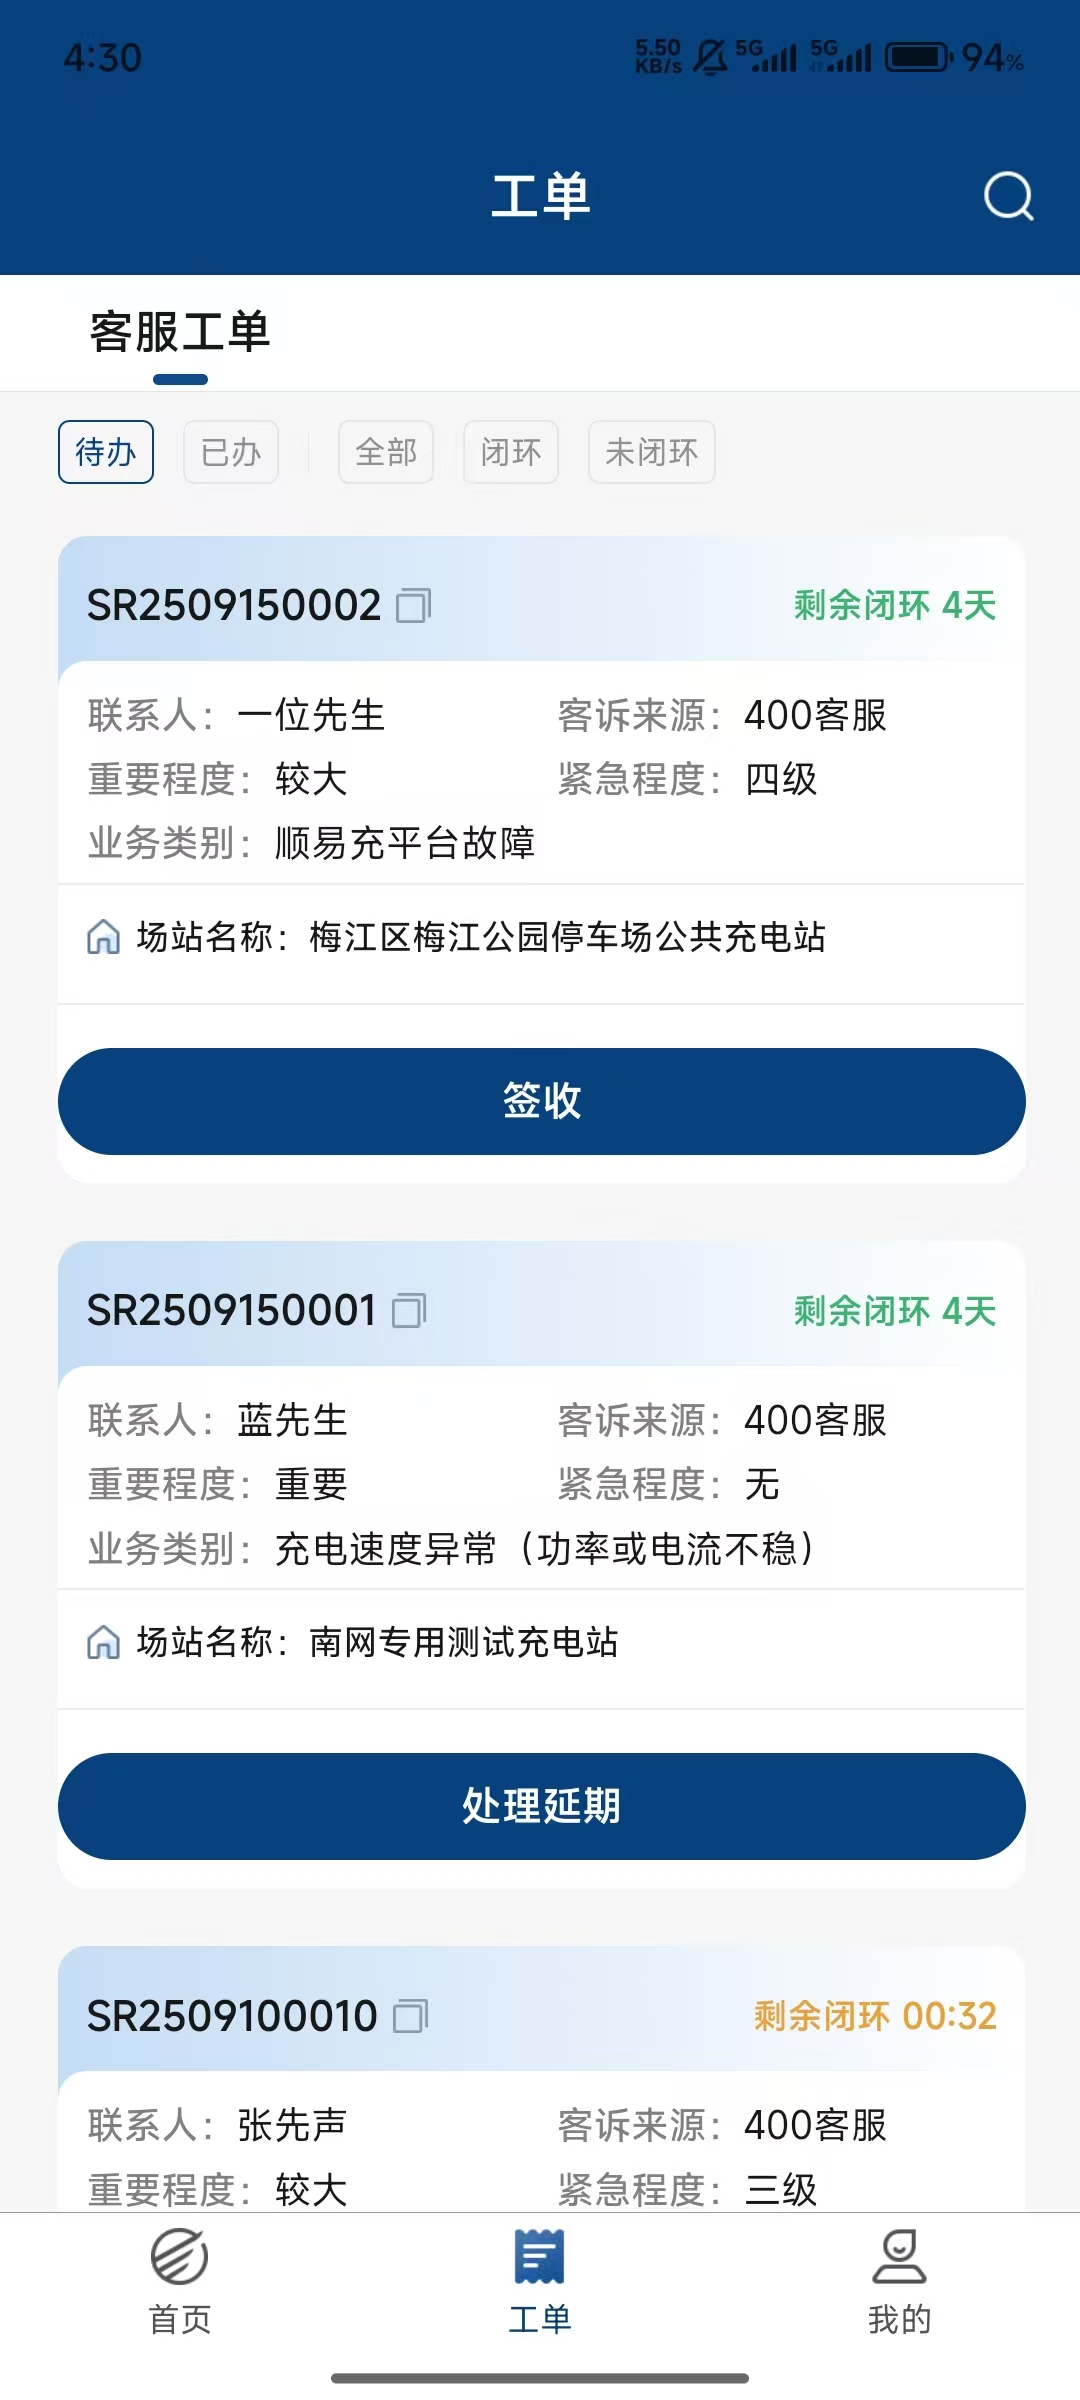 4:30 5.50 KB/s 5G 5G 94%
工单
客服工单
待办 已办 全部 闭环 未闭环
SR2509150002 剩余闭环 4天
联系人：一位先生 客诉来源：400客服
重要程度：较大 紧急程度：四级
业务类别：顺易充平台故障
场站名称：梅江区梅江公园停车场公共充电站
签收
SR2509150001 剩余闭环 4天
联系人：蓝先生 客诉来源：400客服
重要程度：重要 紧急程度：无
业务类别：充电速度异常（功率或电流不稳）
场站名称：南网专用测试充电站
处理延期
SR2509100010 剩余闭环 00:32
联系人：张先声 客诉来源：400客服
重要程度：较大 紧急程度：三级
首页 工单 我的